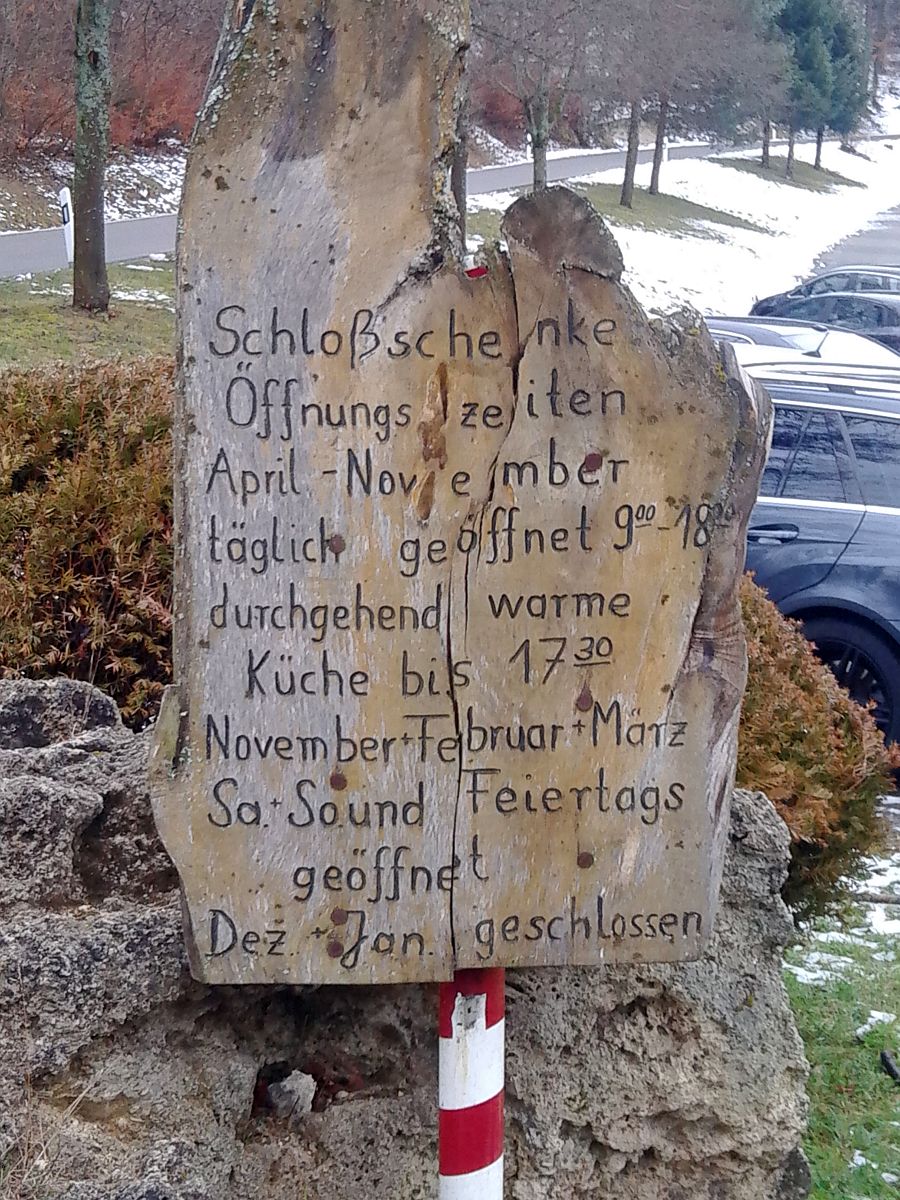 Schloßschenke
Öffnungszeiten
April - November
täglich geöffnet 9⁰⁰-18⁰⁰
durchgehend warme
Küche bis 17³⁰
November + Februar + März
Sa. + So. und Feiertags
geöffnet
Dez. + Jan. geschlossen